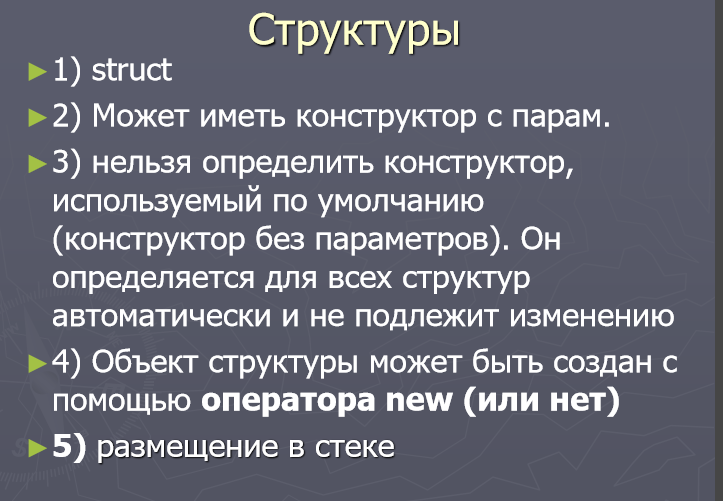 Структуры
►1) struct
►2) Может иметь конструктор с парам.
►3) нельзя определить конструктор,
используемый по умолчанию
(конструктор без параметров). Он
определяется для всех структур
автоматически и не подлежит изменению
►4) Объект структуры может быть создан с
помощью оператора new (или нет)
►5) размещение в стеке